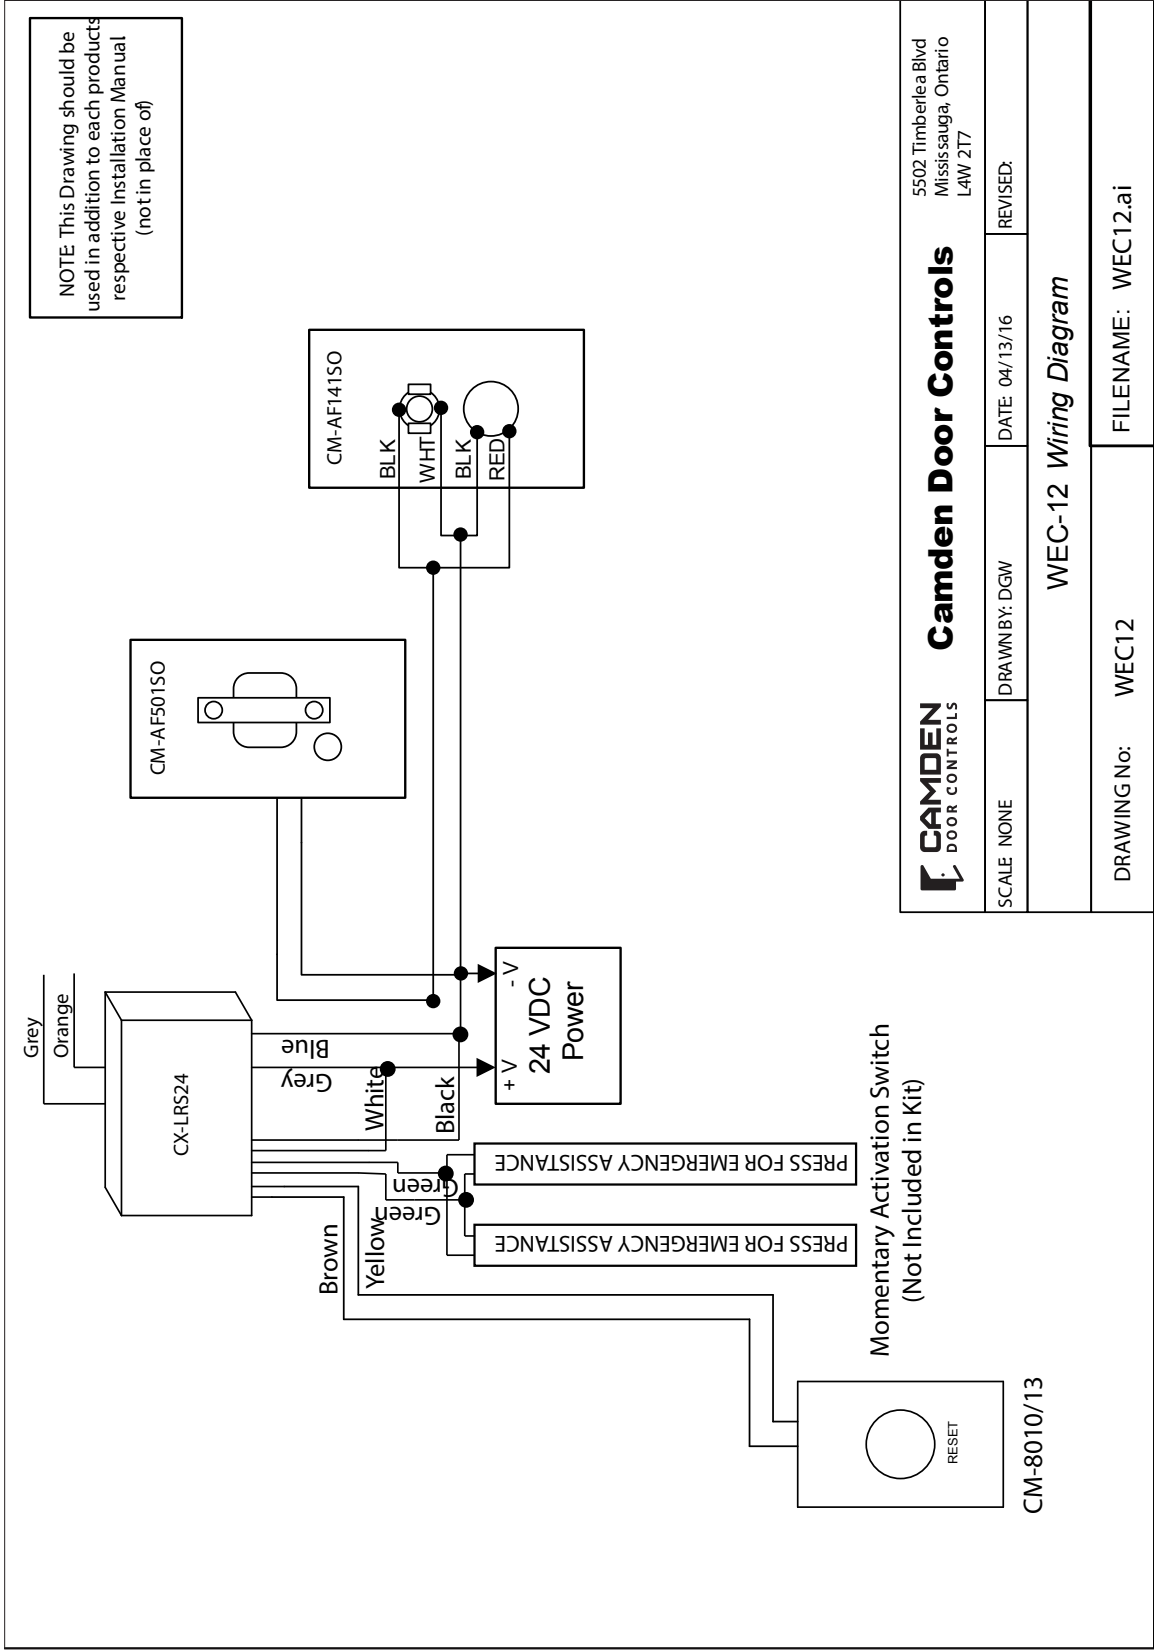 NOTE: This Drawing should be
used in addition to each products
respective Installation Manual
(not in place of)
Grey
Orange
CX-LRS24
CM-AF501SO
CM-AF141SO
BLK
WHT
BLK
RED
Blue
Grey
White
Black
Green
Green
Brown
Yellow
+ V
- V
24 VDC
Power
PRESS FOR EMERGENCY ASSISTANCE
PRESS FOR EMERGENCY ASSISTANCE
Momentary Activation Switch
(Not Included in Kit)
RESET
CM-8010/13
CAMDEN
DOOR CONTROLS
Camden Door Controls
5502 Timberlea Blvd
Mississauga, Ontario
L4W 2T7
SCALE NONE
DRAWN BY: DGW
DATE: 04/13/16
REVISED:
WEC-12 Wiring Diagram
DRAWING No: WEC12
FILENAME: WEC12.ai